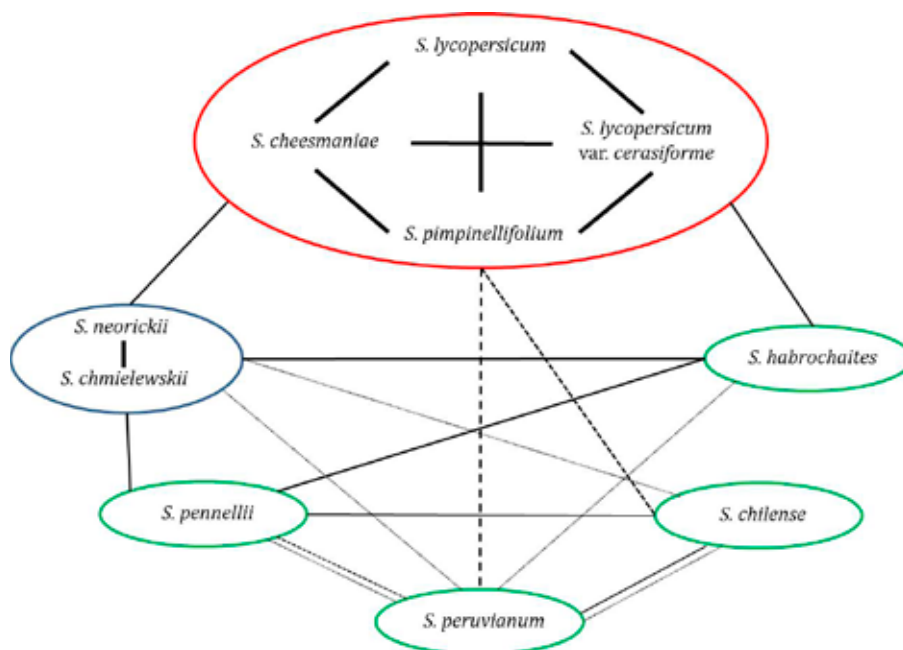 S. lycopersicum
S. cheesmaniae
S. lycopersicum
var. cerasiforme
S. pimpinellifolium
S. neorickii
S. chmielewskii
S. habrochaites
S. pennellii
S. chilense
S. peruvianum